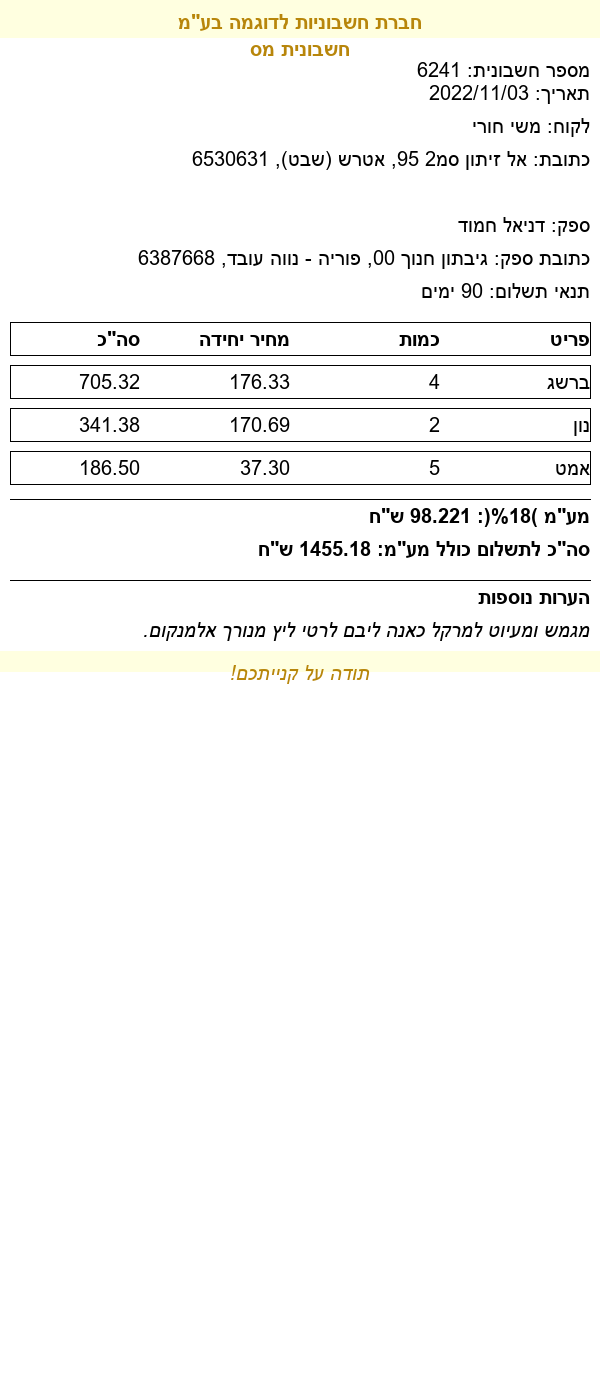 חברת חשבוניות לדוגמה בע"מ
חשבונית מס
מספר חשבונית: 6241
תאריך: 2022/11/03
לקוח: משי חורי
כתובת: אל זיתון סמ2 95, אטרש (שבט), 6530631
ספק: דניאל חמוד
כתובת ספק: גיבתון חנוך 00, פוריה - נווה עובד, 6387668
תנאי תשלום: 90 ימים
פריט כמות מחיר יחידה סה"כ
ברשג 4 176.33 705.32
נון 2 170.69 341.38
אמט 5 37.30 186.50
מע"מ )18%(: 98.221 ש"ח
סה"כ לתשלום כולל מע"מ: 1455.18 ש"ח
הערות נוספות
מגמש ומעיוט למרקל כאנה ליבם לרטי ליץ מנורך אלמנקום.
תודה על קנייתכם!